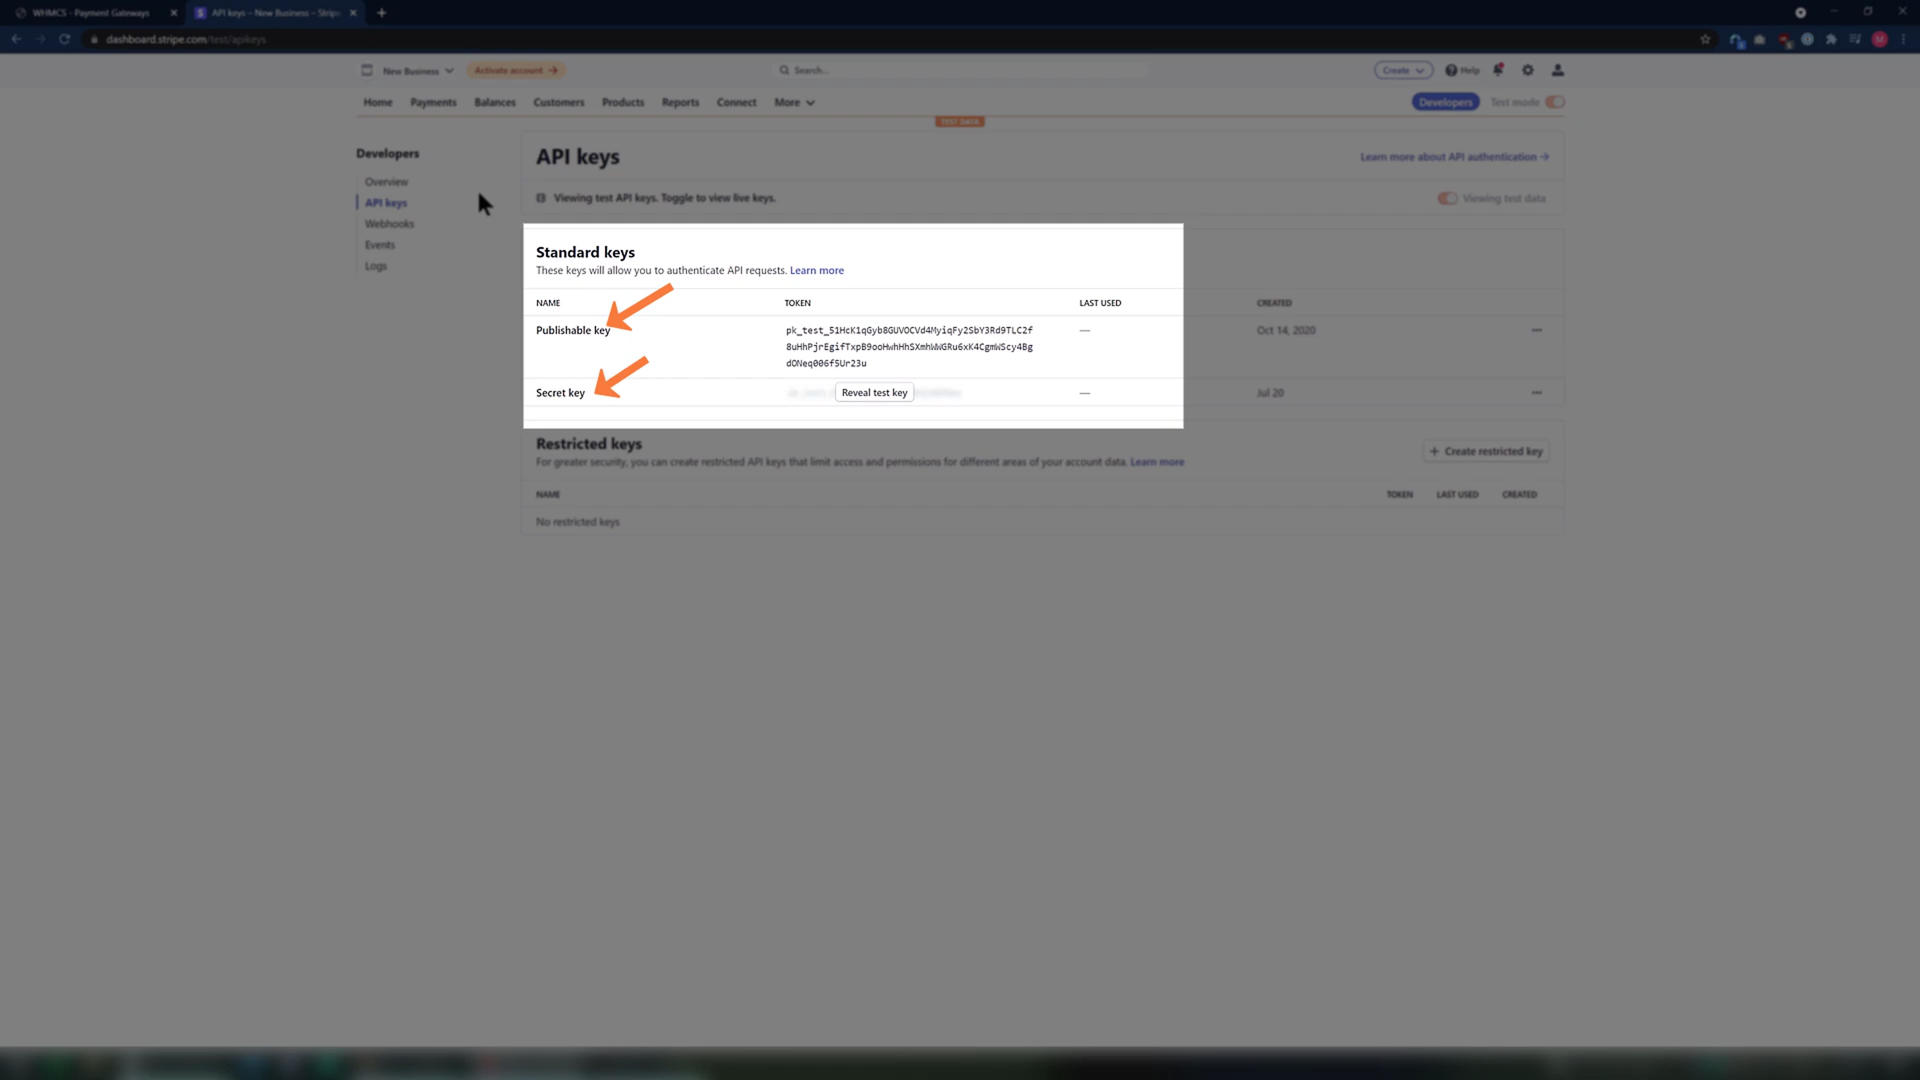 WHMCS - Payment Gateways
API keys – New Business – Stripe
dashboard.stripe.com/test/apikeys
New Business
Activate account →
Search...
Create
Help
Home Payments Balances Customers Products Reports Connect More
Developers
Test mode
TEST DATA
Developers
Overview
API keys
Webhooks
Events
Logs
API keys
Learn more about API authentication →
Viewing test API keys. Toggle to view live keys.
Viewing test data
Standard keys
These keys will allow you to authenticate API requests. Learn more
NAME TOKEN LAST USED CREATED
Publishable key pk_test_51HcK1qGyb8GUVOCVd4MyiqFy2SbY3Rd9TLC2f — Oct 14, 2020
8uHhPjrEgifTxpB9ooHwhHhSXmhWWGRu6xK4CgmWScy4Bg
dONeq006f5Ur23u
Secret key Reveal test key — Jul 20
Restricted keys
For greater security, you can create restricted API keys that limit access and permissions for different areas of your account data. Learn more
+ Create restricted key
NAME TOKEN LAST USED CREATED
No restricted keys